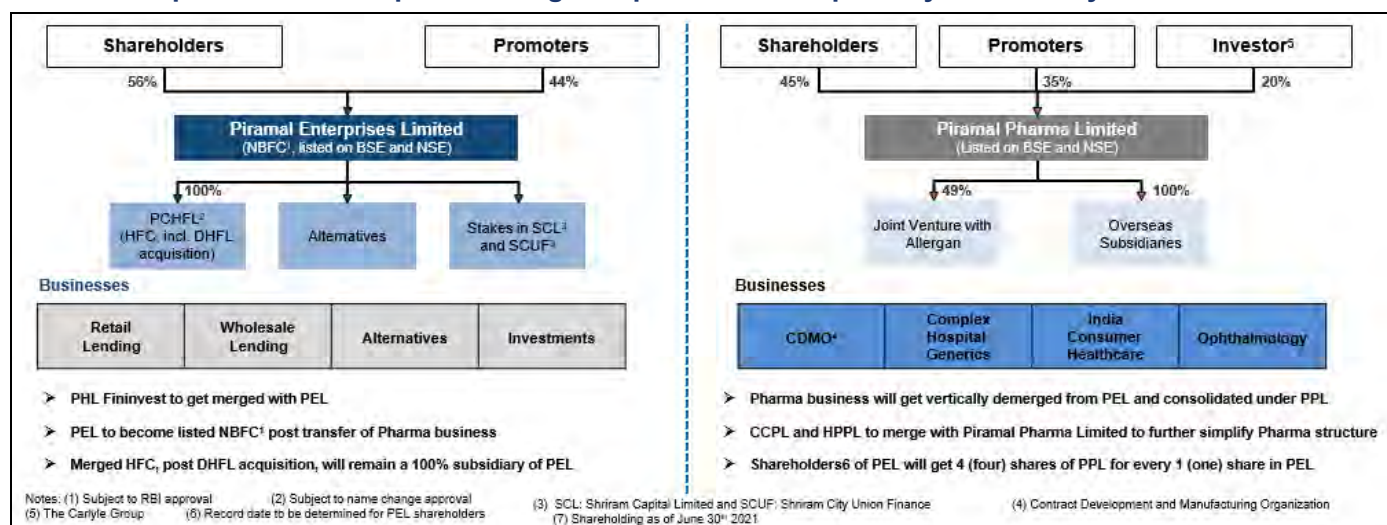 Shareholders
Promoters
56%
44%
Piramal Enterprises Limited
(NBFC¹, listed on BSE and NSE)
100%
PCHFL²
(HFC, incl. DHFL
acquisition)
Alternatives
Stakes in SCL³
and SCUF³
Businesses
Retail
Lending
Wholesale
Lending
Alternatives
Investments
➢ PHL Fininvest to get merged with PEL
➢ PEL to become listed NBFC¹ post transfer of Pharma business
➢ Merged HFC, post DHFL acquisition, will remain a 100% subsidiary of PEL
Shareholders
Promoters
Investor⁵
45%
35%
20%
Piramal Pharma Limited
(Listed on BSE and NSE)
49%
100%
Joint Venture with
Allergan
Overseas
Subsidiaries
Businesses
CDMO⁴
Complex
Hospital
Generics
India
Consumer
Healthcare
Ophthalmology
➢ Pharma business will get vertically demerged from PEL and consolidated under PPL
➢ CCPL and HPPL to merge with Piramal Pharma Limited to further simplify Pharma structure
➢ Shareholders6 of PEL will get 4 (four) shares of PPL for every 1 (one) share in PEL
Notes: (1) Subject to RBI approval (2) Subject to name change approval (3) SCL: Shriram Capital Limited and SCUF: Shriram City Union Finance (4) Contract Development and Manufacturing Organization
(5) The Carlyle Group (6) Record date to be determined for PEL shareholders (7) Shareholding as of June 30th 2021